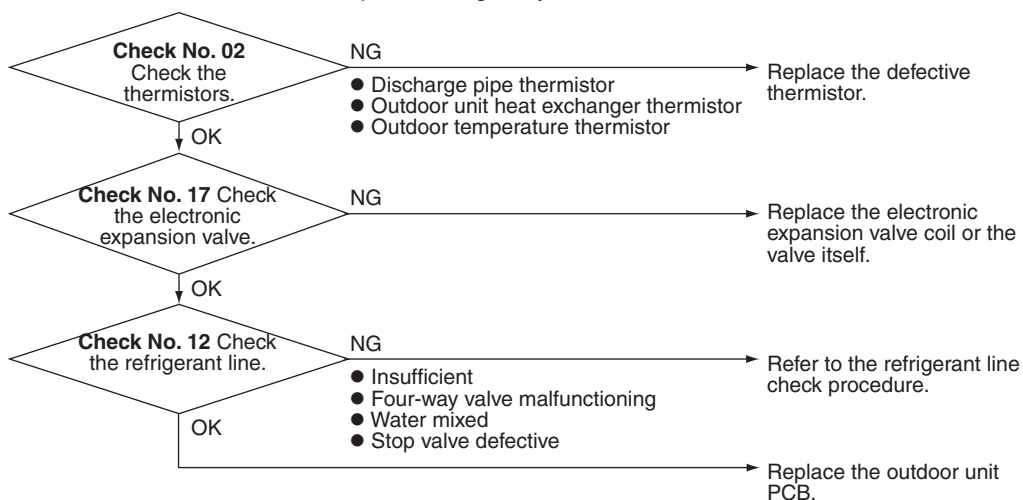 Check No. 02
Check the
thermistors.
NG
● Discharge pipe thermistor
● Outdoor unit heat exchanger thermistor
● Outdoor temperature thermistor
Replace the defective
thermistor.
OK
Check No. 17 Check
the electronic
expansion valve.
NG
Replace the electronic
expansion valve coil or the
valve itself.
OK
Check No. 12 Check
the refrigerant line.
NG
● Insufficient
● Four-way valve malfunctioning
● Water mixed
● Stop valve defective
Refer to the refrigerant line
check procedure.
OK
Replace the outdoor unit
PCB.